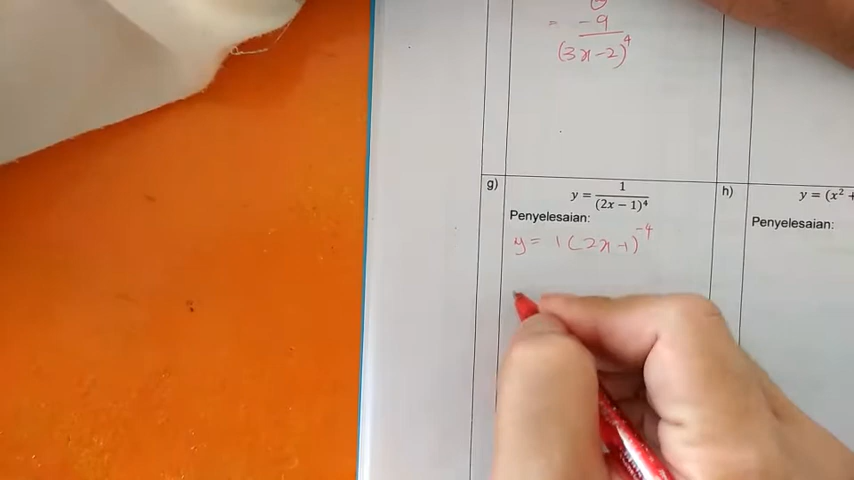 = -9
(3x-2)^4
g)
y = 1/(2x - 1)⁴
Penyelesaian:
y = 1(2x-1)^-4
h)
y = (x² +
Penyelesaian: